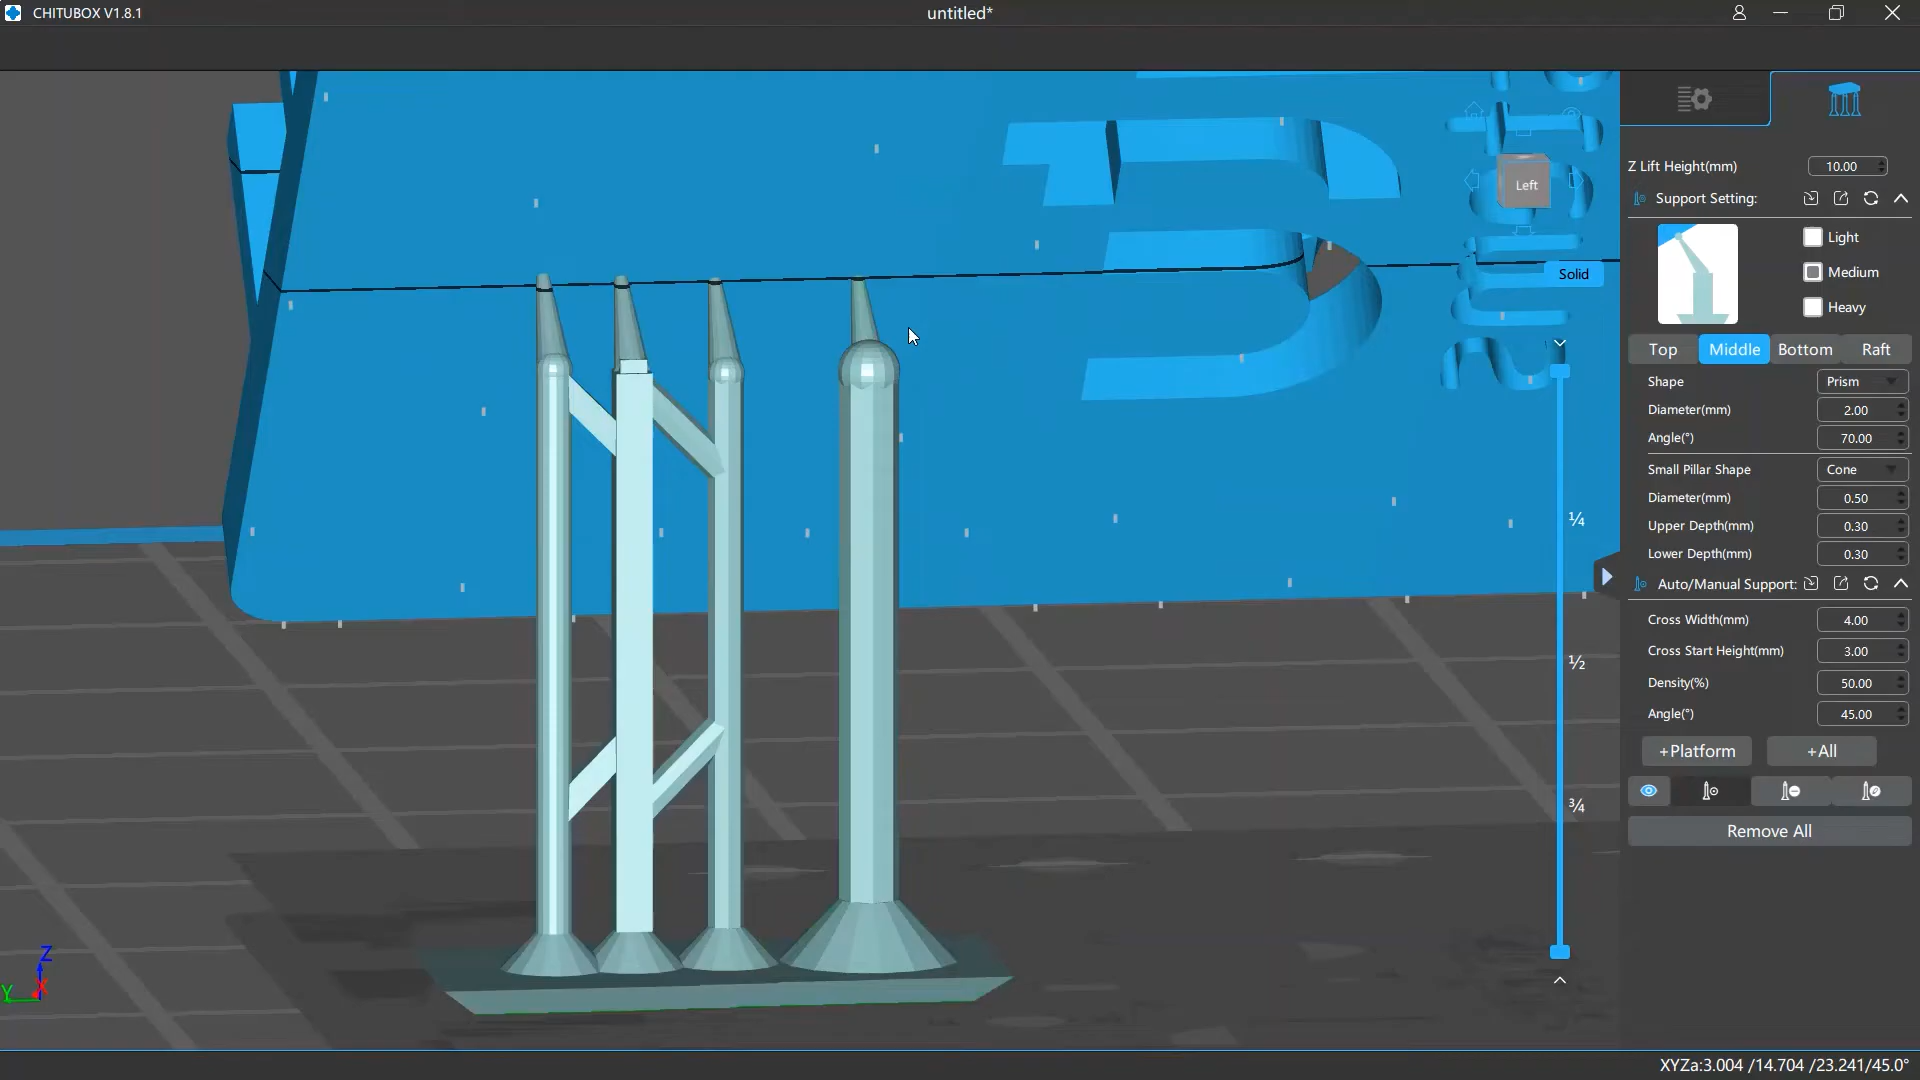 CHITUBOX V1.8.1
untitled*
Z Lift Height(mm) 10.00
Support Setting:
Light
Medium
Heavy
Left
Solid
Top Middle Bottom Raft
Shape Prism
Diameter(mm) 2.00
Angle(°) 70.00
Small Pillar Shape Cone
Diameter(mm) 0.50
Upper Depth(mm) 0.30
Lower Depth(mm) 0.30
Auto/Manual Support:
Cross Width(mm) 4.00
Cross Start Height(mm) 3.00
Density(%) 50.00
Angle(°) 45.00
+Platform +All
Remove All
¼
½
¾
Z
Y X
XYZa:3.004 /14.704 /23.241/45.0°